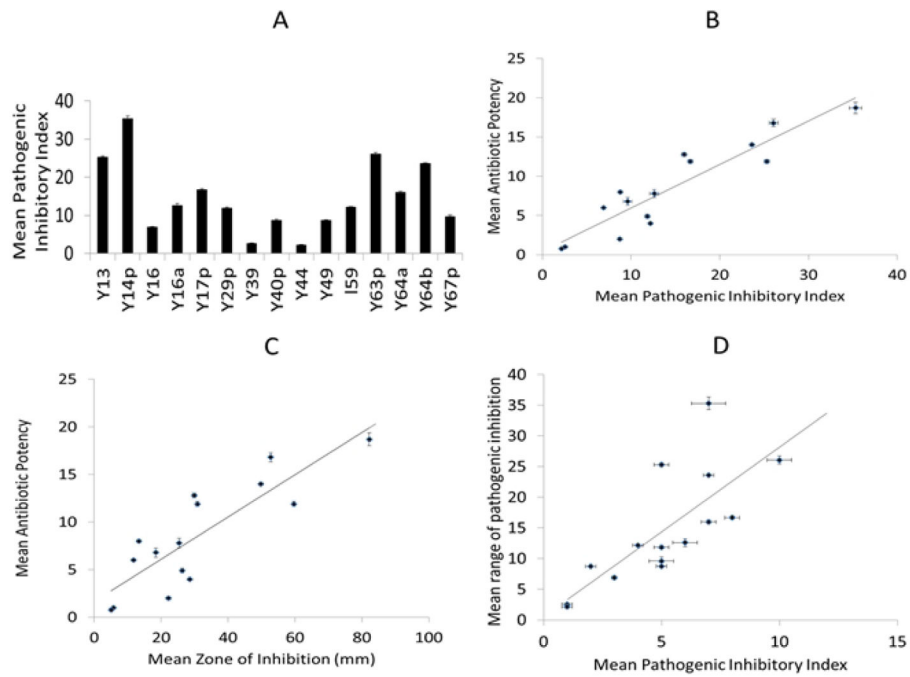 A
Mean Pathogenic
Inhibitory Index
40
30
20
10
0
Y13
Y14p
Y16
Y16a
Y17p
Y29p
Y39
Y40p
Y44
Y49
I59
Y63p
Y64a
Y64b
Y67p
B
Mean Antibiotic Potency
25
20
15
10
5
0
0 10 20 30 40
Mean Pathogenic Inhibitory Index
C
Mean Antibiotic Potency
25
20
15
10
5
0
0 20 40 60 80 100
Mean Zone of Inhibition (mm)
D
Mean range of pathogenic inhibition
40
35
30
25
20
15
10
5
0
0 5 10 15
Mean Pathogenic Inhibitory Index